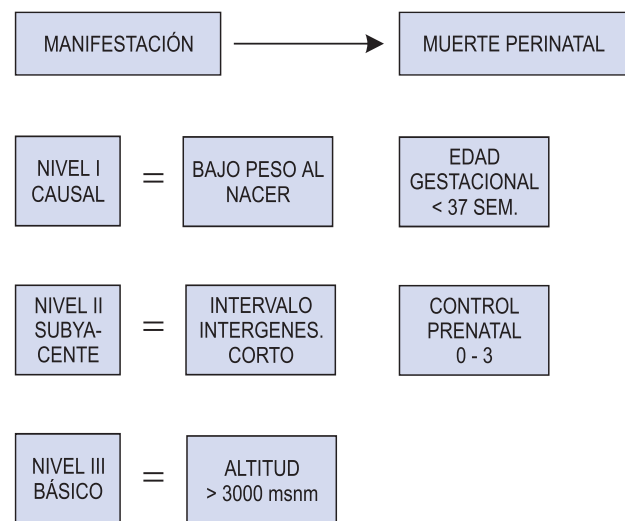 MANIFESTACIÓN
MUERTE PERINATAL
NIVEL I
CAUSAL
=
BAJO PESO AL
NACER
EDAD
GESTACIONAL
< 37 SEM.
NIVEL II
SUBYA-
CENTE
=
INTERVALO
INTERGENES.
CORTO
CONTROL
PRENATAL
0 - 3
NIVEL III
BÁSICO
=
ALTITUD
> 3000 msnm